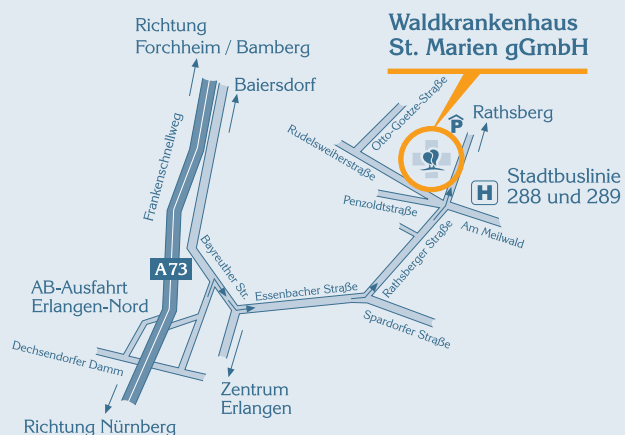 Waldkrankenhaus
St. Marien gGmbH
Richtung
Forchheim / Bamberg
Baiersdorf
Otto-Goetze-Straße
P
Rathsberg
Frankenschnellweg
Rudelsweiherstraße
H
Stadtbuslinie
288 und 289
Penzoldtstraße
Am Meilwald
Bayreuther Str.
Rathsberger Straße
A73
AB-Ausfahrt
Erlangen-Nord
Essenbacher Straße
Spardorfer Straße
Dechsendorfer Damm
Zentrum
Erlangen
Richtung Nürnberg